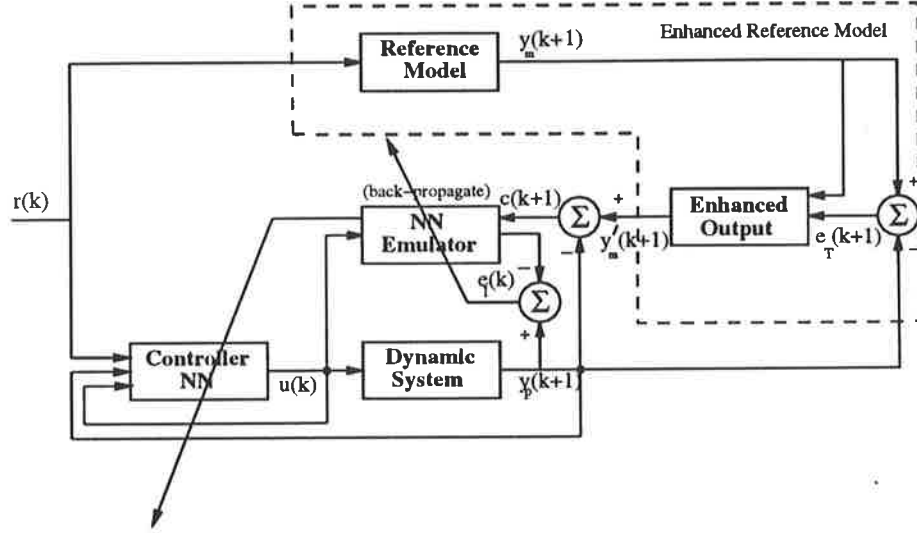 y_m(k+1)
Enhanced Reference Model
Reference
Model
r(k)
(back-propagate)
c(k+1)
NN
Emulator
Σ
+
-
y'_m(k+1)
Enhanced
Output
+
Σ
-
e_T(k+1)
-
e_I(k)
Σ
+
Controller
NN
u(k)
Dynamic
System
y_p(k+1)